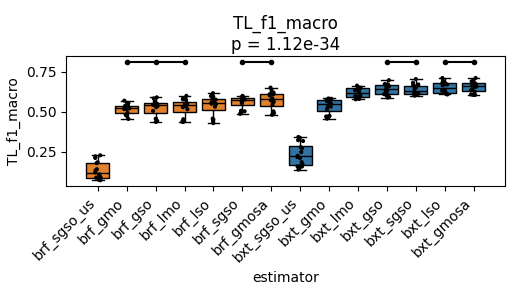 TL_f1_macro
p = 1.12e-34
TL_f1_macro
0.75
0.50
0.25
brf_sgso_us
brf_gmo
brf_gso
brf_lmo
brf_lso
brf_sgso
brf_gmosa
bxt_sgso_us
bxt_gmo
bxt_lmo
bxt_gso
bxt_sgso
bxt_lso
bxt_gmosa
estimator